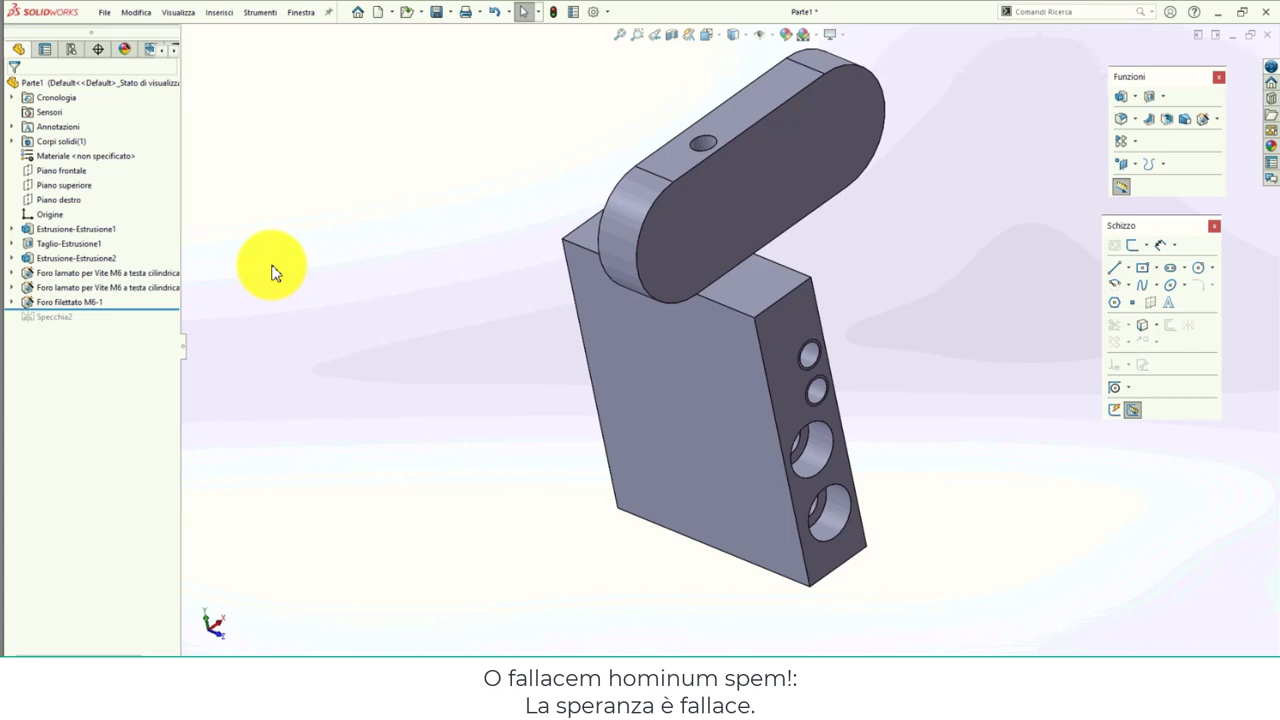 SOLIDWORKS File Modifica Visualizza Inserisci Strumenti Finestra Parte1 * Comandi Ricerca
Parte1 (Default<<Default>_Stato di visualizza
Cronologia
Sensori
Annotazioni
Corpi solidi(1)
Materiale <non specificato>
Piano frontale
Piano superiore
Piano destro
Origine
Estrusione-Estrusione1
Taglio-Estrusione1
Estrusione-Estrusione2
Foro lamato per Vite M6 a testa cilindrica
Foro lamato per Vite M6 a testa cilindrica
Foro filettato M6-1
Specchia2
Funzioni
Schizzo
Y
X
Z
O fallacem hominum spem!:
La speranza è fallace.